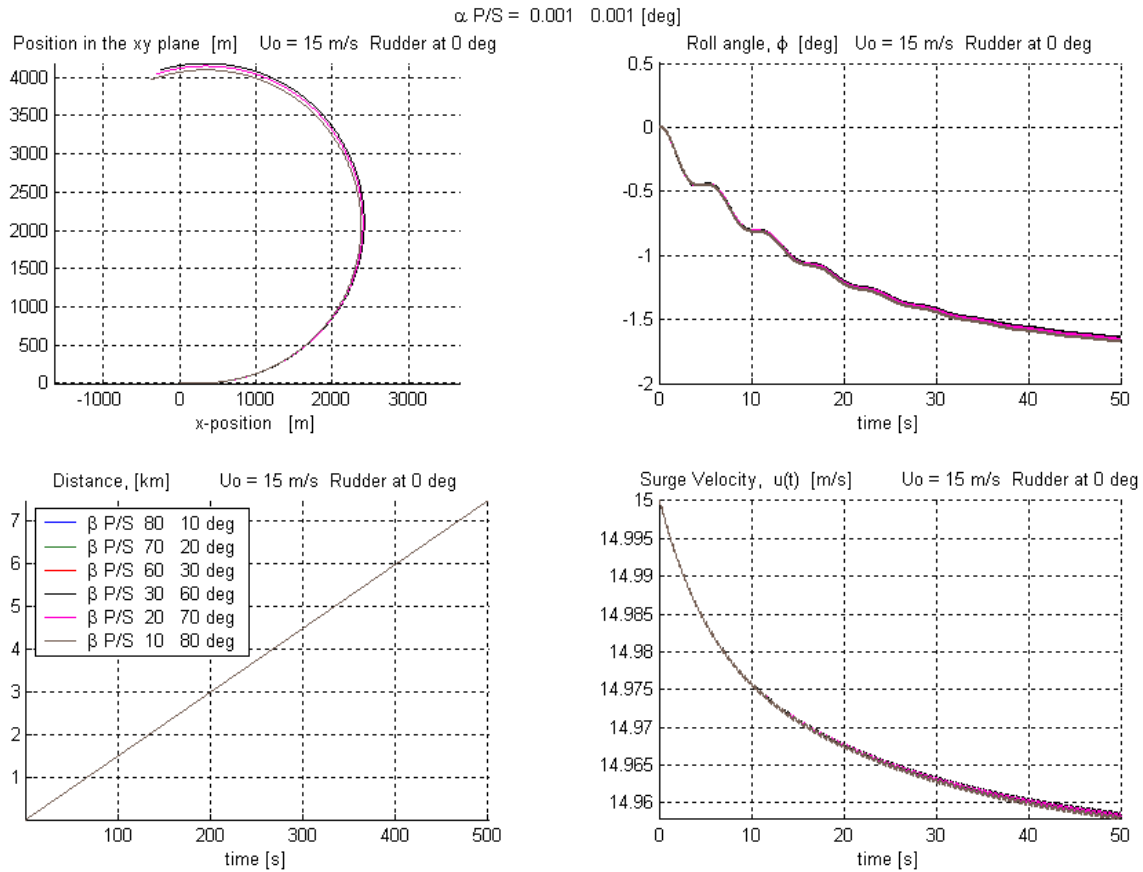 α P/S = 0.001 0.001 [deg]
Position in the xy plane [m] Uo = 15 m/s Rudder at 0 deg
4000
3500
3000
2500
2000
1500
1000
500
0
-1000 0 1000 2000 3000
x-position [m]
Roll angle, ϕ [deg] Uo = 15 m/s Rudder at 0 deg
0.5
0
-0.5
-1
-1.5
-2
0 10 20 30 40 50
time [s]
Distance, [km] Uo = 15 m/s Rudder at 0 deg
7
6
5
4
3
2
1
β P/S 80 10 deg
β P/S 70 20 deg
β P/S 60 30 deg
β P/S 30 60 deg
β P/S 20 70 deg
β P/S 10 80 deg
100 200 300 400 500
time [s]
Surge Velocity, u(t) [m/s] Uo = 15 m/s Rudder at 0 deg
15
14.995
14.99
14.985
14.98
14.975
14.97
14.965
14.96
0 10 20 30 40 50
time [s]